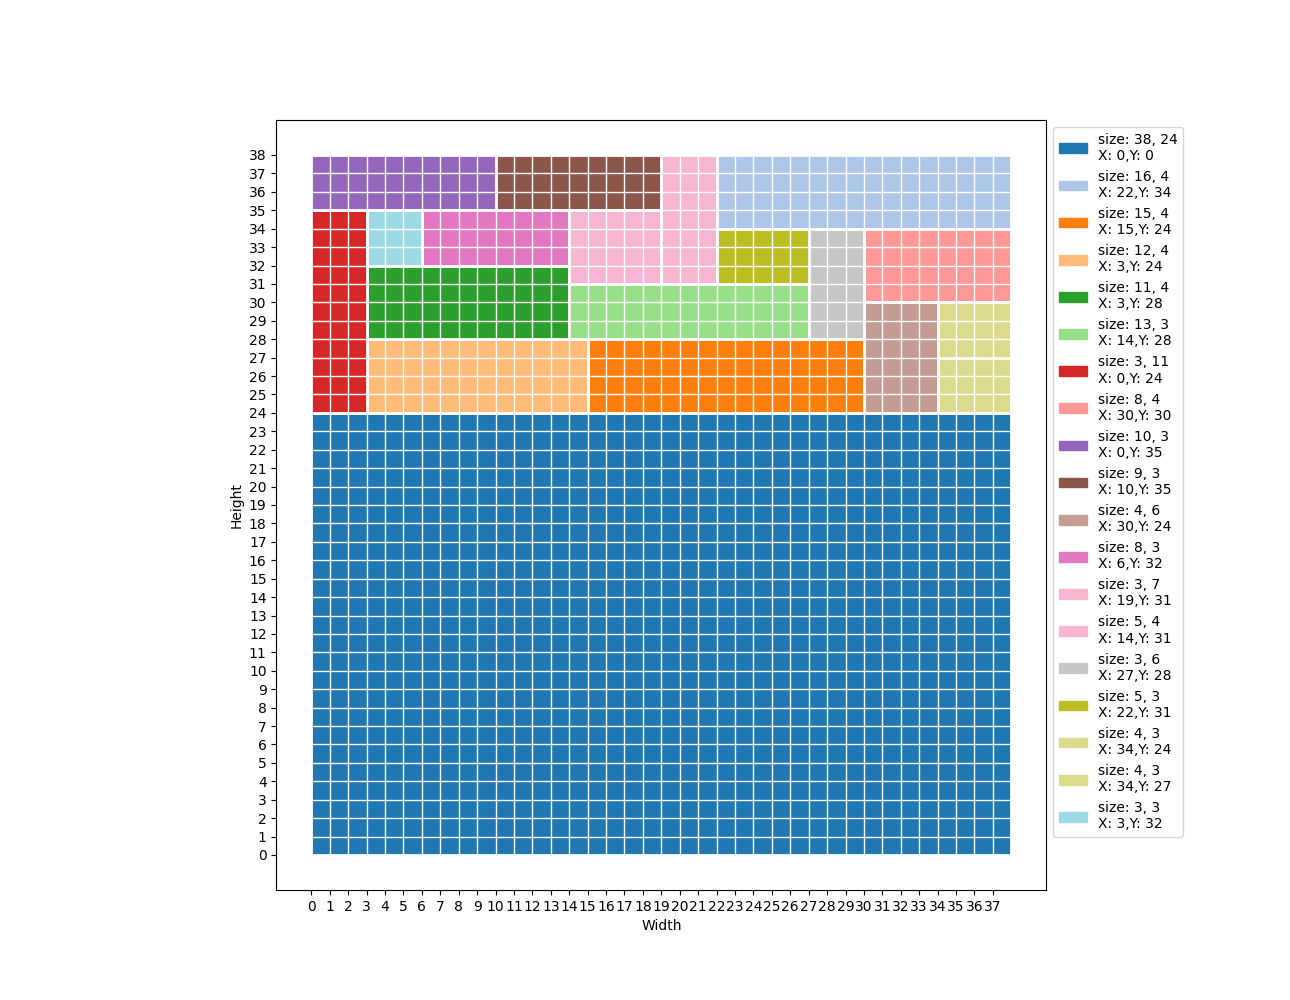 38
37
36
35
34
33
32
31
30
29
28
27
26
25
24
23
22
21
20
19
18
17
16
15
14
13
12
11
10
9
8
7
6
5
4
3
2
1
0
Height
0 1 2 3 4 5 6 7 8 9 10 11 12 13 14 15 16 17 18 19 20 21 22 23 24 25 26 27 28 29 30 31 32 33 34 35 36 37
Width
size: 38, 24
X: 0,Y: 0
size: 16, 4
X: 22,Y: 34
size: 15, 4
X: 15,Y: 24
size: 12, 4
X: 3,Y: 24
size: 11, 4
X: 3,Y: 28
size: 13, 3
X: 14,Y: 28
size: 3, 11
X: 0,Y: 24
size: 8, 4
X: 30,Y: 30
size: 10, 3
X: 0,Y: 35
size: 9, 3
X: 10,Y: 35
size: 4, 6
X: 30,Y: 24
size: 8, 3
X: 6,Y: 32
size: 3, 7
X: 19,Y: 31
size: 5, 4
X: 14,Y: 31
size: 3, 6
X: 27,Y: 28
size: 5, 3
X: 22,Y: 31
size: 4, 3
X: 34,Y: 24
size: 4, 3
X: 34,Y: 27
size: 3, 3
X: 3,Y: 32